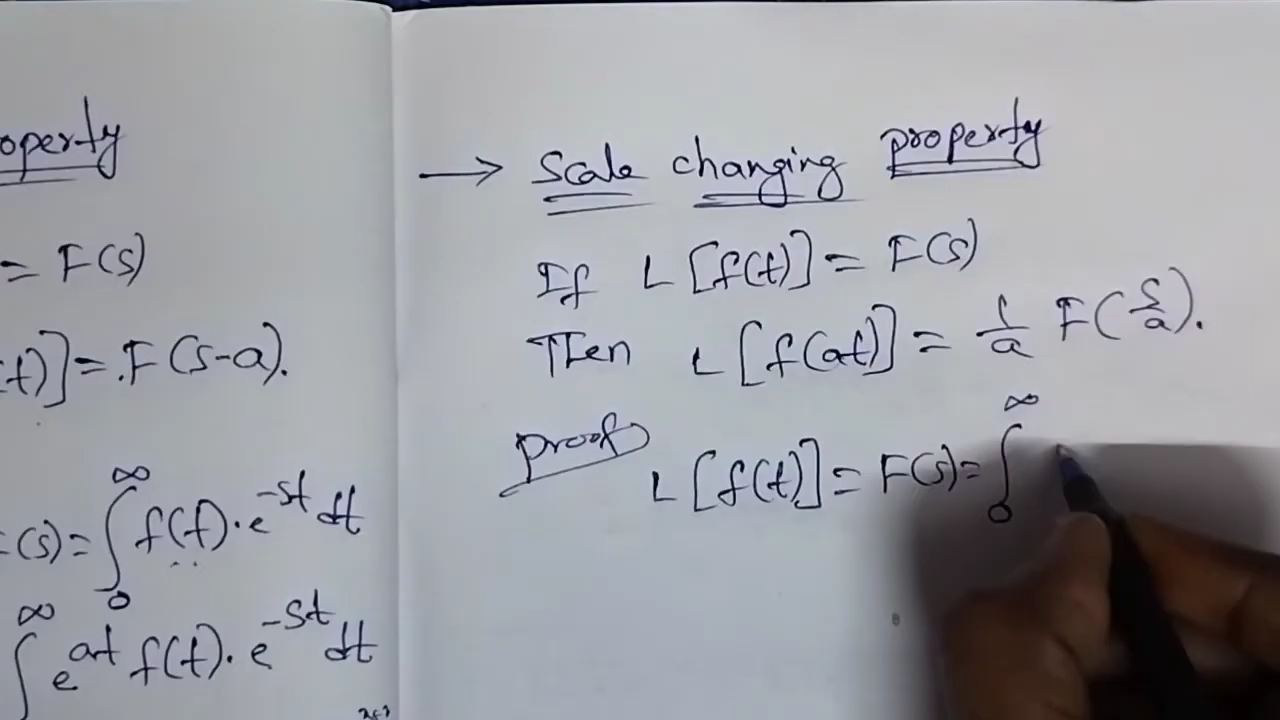 operty
= F(s)
t)] = F(s-a).
(s) = ∫₀^∞ f(t)·e^-st dt
∞
∫ e^at f(t)·e^-st dt
→ Scale changing property
If L[f(t)] = F(s)
Then L[f(at)] = 1/a F(s/a).
Proof
L[f(t)] = F(s) = ∫₀^∞